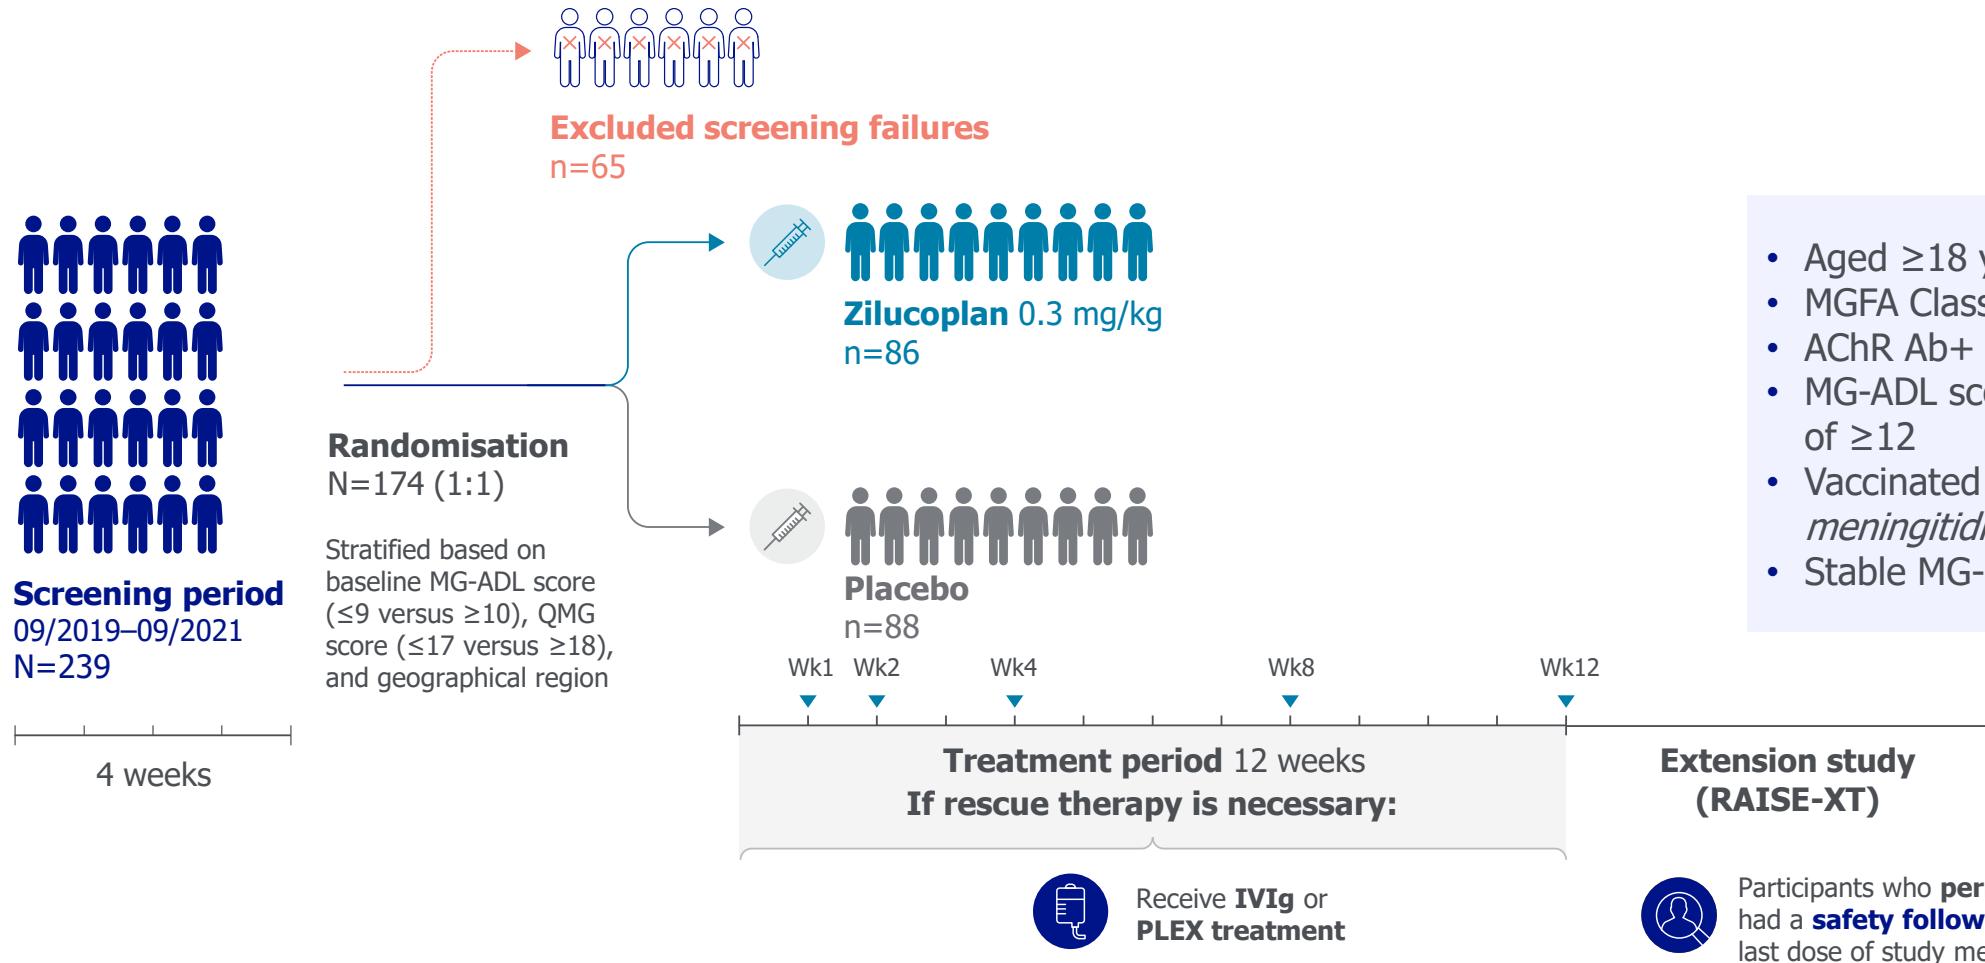 Excluded screening failures
n=65
Screening period
09/2019–09/2021
N=239
4 weeks
Randomisation
N=174 (1:1)
Stratified based on
baseline MG-ADL score
(≤9 versus ≥10), QMG
score (≤17 versus ≥18),
and geographical region
Zilucoplan 0.3 mg/kg
n=86
Placebo
n=88
Wk1 Wk2 Wk4 Wk8 Wk12
Treatment period 12 weeks
If rescue therapy is necessary:
Receive IVIg or
PLEX treatment
• Aged ≥18
• MGFA Class
• AChR Ab+
• MG-ADL
of ≥12
• Vaccinated
• Stable MG-
Extension study
(RAISE-XT)
Participants who
had a safety follow
last dose of study